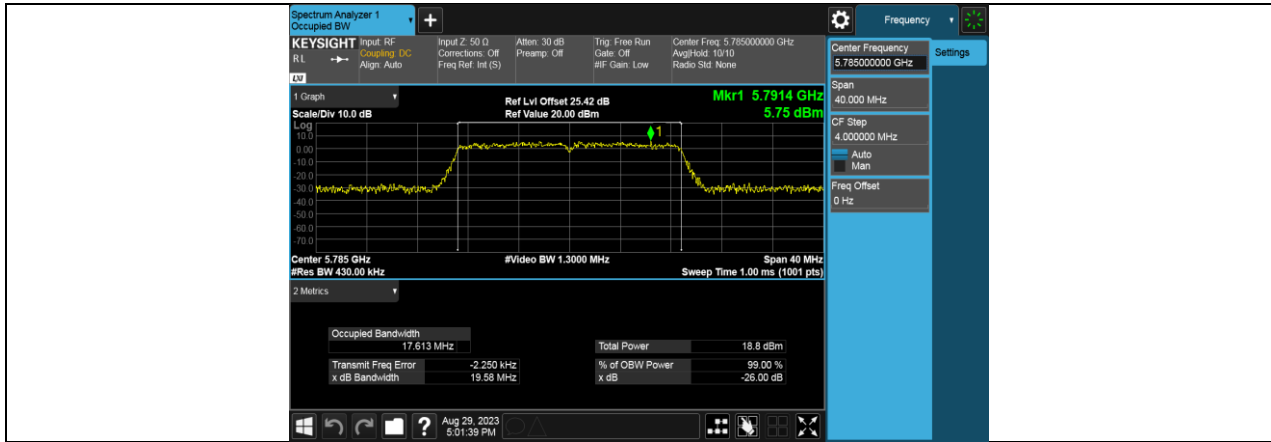 Spectrum Analyzer 1
Occupied BW
Frequency
KEYSIGHT
RL
LXI
Input: RF
Coupling: DC
Align: Auto
Input Z: 50 Ω
Corrections: Off
Freq Ref: Int (S)
Atten: 30 dB
Preamp: Off
Trig: Free Run
Gate: Off
#IF Gain: Low
Center Freq: 5.785000000 GHz
Avg|Hold: 10/10
Radio Std: None
Center Frequency
5.785000000 GHz
Settings
Span
40.000 MHz
CF Step
4.000000 MHz
Auto
Man
Freq Offset
0 Hz
1 Graph
Ref Lvl Offset 25.42 dB
Mkr1 5.7914 GHz
Scale/Div 10.0 dB
Ref Value 20.00 dBm
5.75 dBm
Log
10.0
0.00
-10.0
-20.0
-30.0
-40.0
-50.0
-60.0
-70.0
1
Center 5.785 GHz
#Video BW 1.3000 MHz
Span 40 MHz
#Res BW 430.00 kHz
Sweep Time 1.00 ms (1001 pts)
2 Metrics
Occupied Bandwidth
17.613 MHz
Total Power 18.8 dBm
Transmit Freq Error -2.250 kHz
% of OBW Power 99.00 %
x dB Bandwidth 19.58 MHz
x dB -26.00 dB
?
Aug 29, 2023
5:01:39 PM